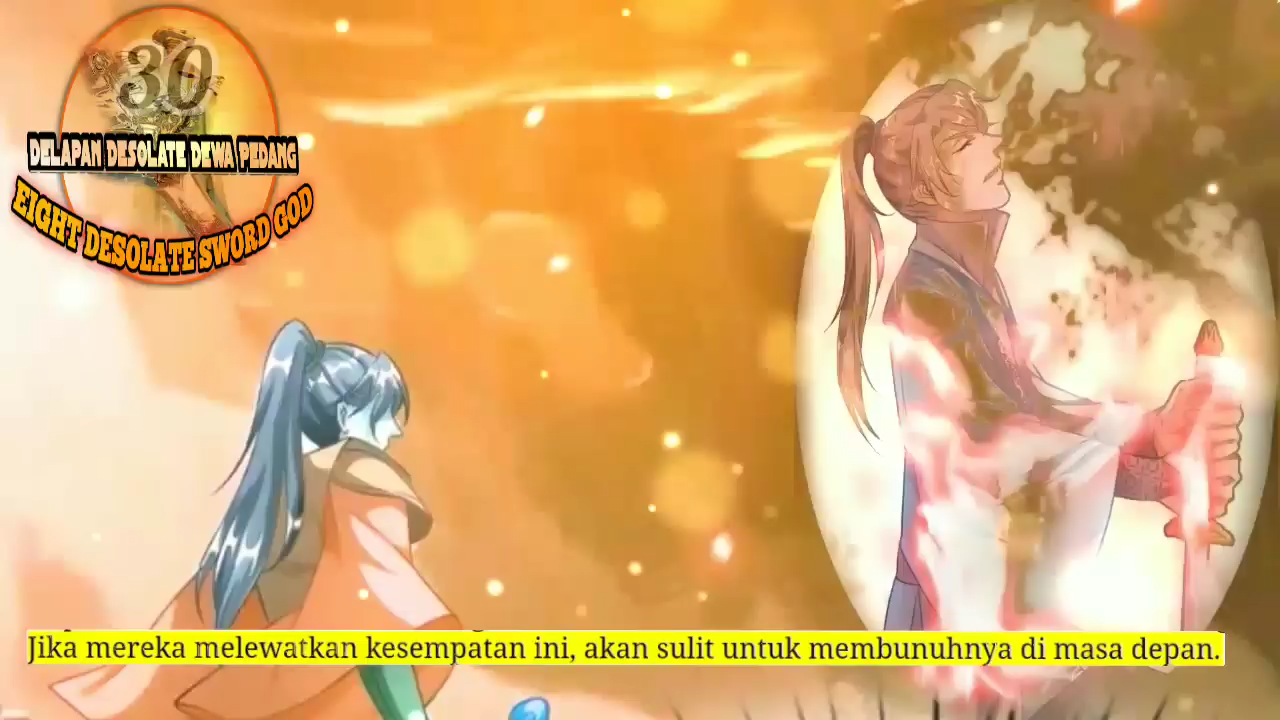 30
DELAPAN DESOLATE DEWA PEDANG
EIGHT DESOLATE SWORD GOD
Jika mereka melewatkan kesempatan ini, akan sulit untuk membunuhnya di masa depan.